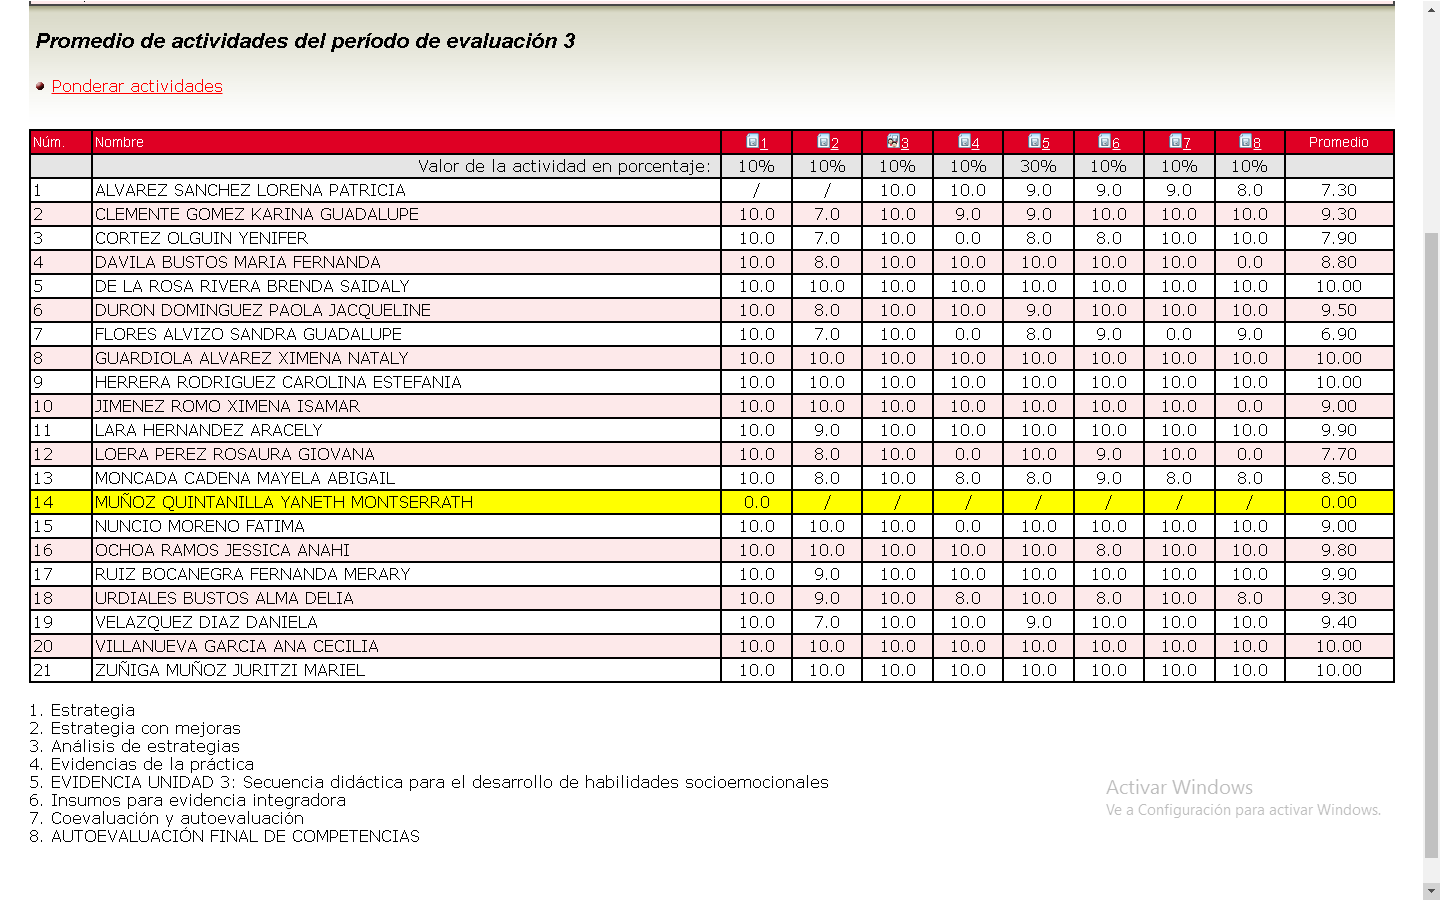 Promedio de actividades del período de evaluación 3
Ponderar actividades
Núm. Nombre 1 2 3 4 5 6 7 8 Promedio
Valor de la actividad en porcentaje: 10% 10% 10% 10% 30% 10% 10% 10%
1 ALVAREZ SANCHEZ LORENA PATRICIA / / 10.0 10.0 9.0 9.0 9.0 8.0 7.30
2 CLEMENTE GOMEZ KARINA GUADALUPE 10.0 7.0 10.0 9.0 9.0 10.0 10.0 10.0 9.30
3 CORTEZ OLGUIN YENIFER 10.0 7.0 10.0 0.0 8.0 8.0 10.0 10.0 7.90
4 DAVILA BUSTOS MARIA FERNANDA 10.0 8.0 10.0 10.0 10.0 10.0 10.0 0.0 8.80
5 DE LA ROSA RIVERA BRENDA SAIDALY 10.0 10.0 10.0 10.0 10.0 10.0 10.0 10.0 10.00
6 DURON DOMINGUEZ PAOLA JACQUELINE 10.0 8.0 10.0 10.0 9.0 10.0 10.0 10.0 9.50
7 FLORES ALVIZO SANDRA GUADALUPE 10.0 7.0 10.0 0.0 8.0 9.0 0.0 9.0 6.90
8 GUARDIOLA ALVAREZ XIMENA NATALY 10.0 10.0 10.0 10.0 10.0 10.0 10.0 10.0 10.00
9 HERRERA RODRIGUEZ CAROLINA ESTEFANIA 10.0 10.0 10.0 10.0 10.0 10.0 10.0 10.0 10.00
10 JIMENEZ ROMO XIMENA ISAMAR 10.0 10.0 10.0 10.0 10.0 10.0 10.0 0.0 9.00
11 LARA HERNANDEZ ARACELY 10.0 9.0 10.0 10.0 10.0 10.0 10.0 10.0 9.90
12 LOERA PEREZ ROSAURA GIOVANA 10.0 8.0 10.0 0.0 10.0 9.0 10.0 0.0 7.70
13 MONCADA CADENA MAYELA ABIGAIL 10.0 8.0 10.0 8.0 8.0 9.0 8.0 8.0 8.50
14 MUÑOZ QUINTANILLA YANETH MONTSERRATH 0.0 / / / / / / / 0.00
15 NUNCIO MORENO FATIMA 10.0 10.0 10.0 0.0 10.0 10.0 10.0 10.0 9.00
16 OCHOA RAMOS JESSICA ANAHI 10.0 10.0 10.0 10.0 10.0 8.0 10.0 10.0 9.80
17 RUIZ BOCANEGRA FERNANDA MERARY 10.0 9.0 10.0 10.0 10.0 10.0 10.0 10.0 9.90
18 URDIALES BUSTOS ALMA DELIA 10.0 9.0 10.0 8.0 10.0 8.0 10.0 8.0 9.30
19 VELAZQUEZ DIAZ DANIELA 10.0 7.0 10.0 10.0 9.0 10.0 10.0 10.0 9.40
20 VILLANUEVA GARCIA ANA CECILIA 10.0 10.0 10.0 10.0 10.0 10.0 10.0 10.0 10.00
21 ZUÑIGA MUÑOZ JURITZI MARIEL 10.0 10.0 10.0 10.0 10.0 10.0 10.0 10.0 10.00
1. Estrategia
2. Estrategia con mejoras
3. Análisis de estrategias
4. Evidencias de la práctica
5. EVIDENCIA UNIDAD 3: Secuencia didáctica para el desarrollo de habilidades socioemocionales
6. Insumos para evidencia integradora
7. Coevaluación y autoevaluación
8. AUTOEVALUACIÓN FINAL DE COMPETENCIAS
Activar Windows
Ve a Configuración para activar Windows.